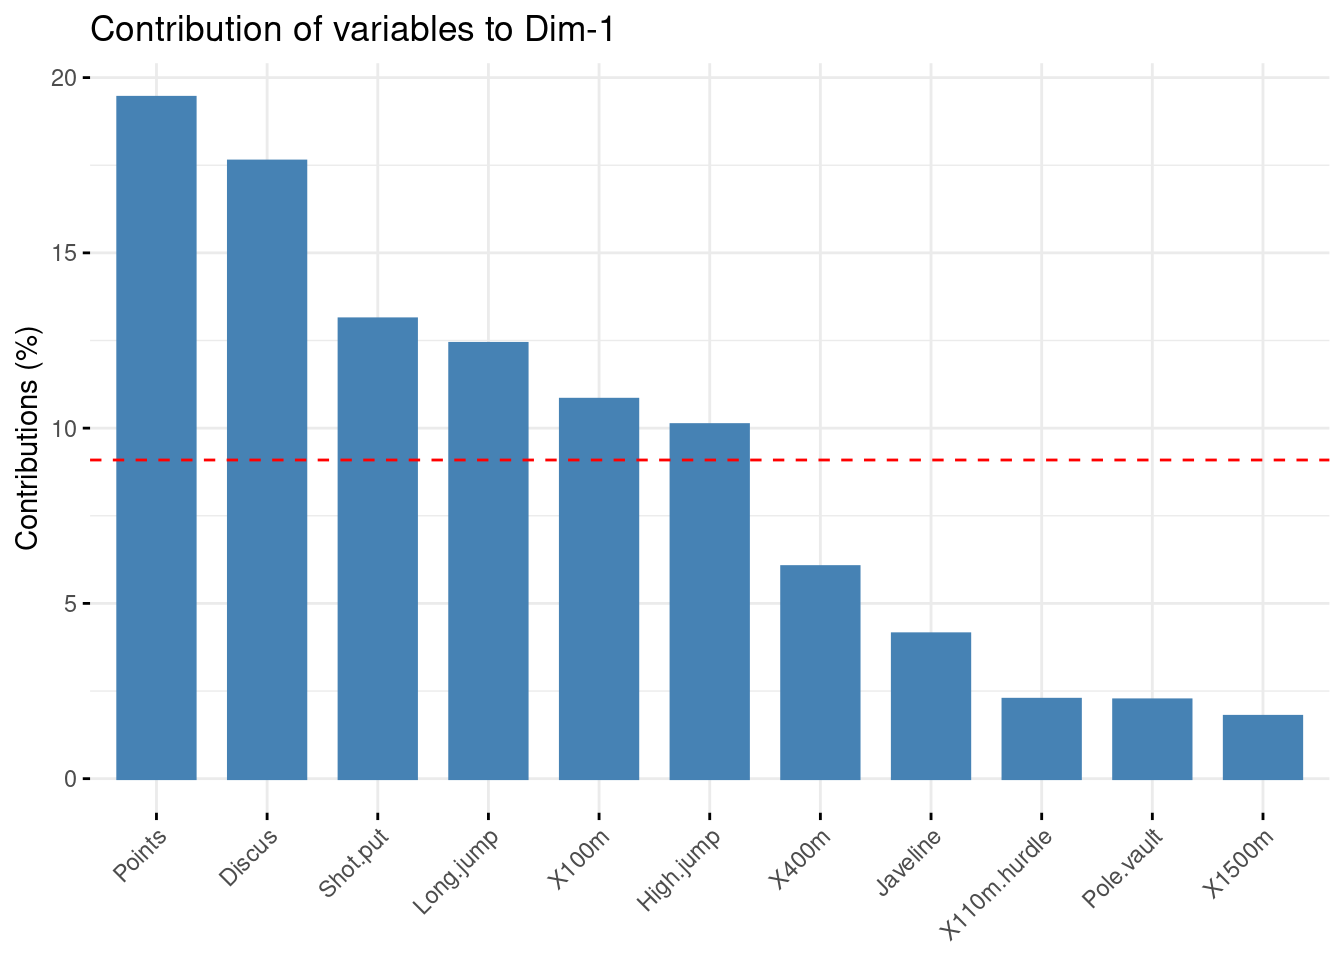 Contribution of variables to Dim-1
Contributions (%)
20
15
10
5
0
Points
Discus
Shot.put
Long.jump
X100m
High.jump
X400m
Javeline
X110m.hurdle
Pole.vault
X1500m